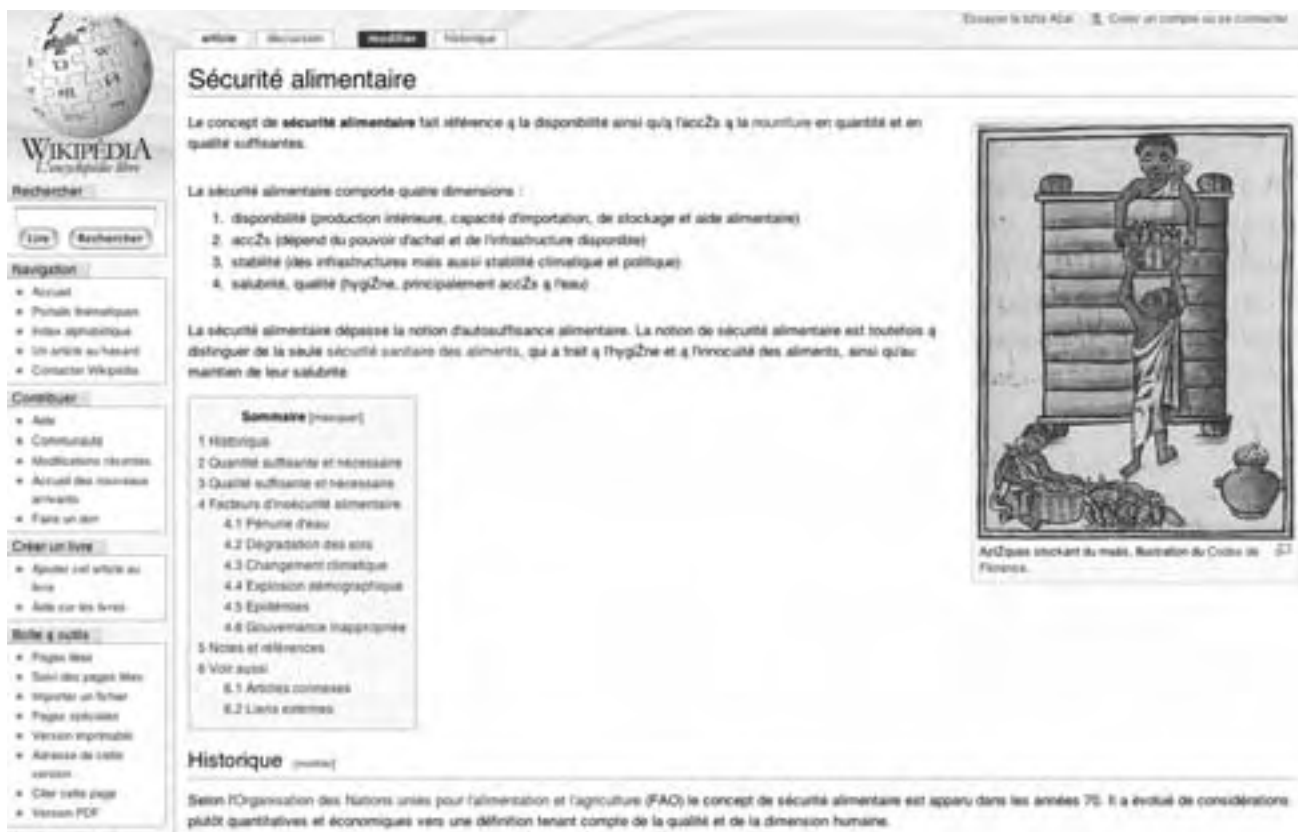 Essayer la bêta Créer un compte ou se connecter
article discussion modifier historique
Sécurité alimentaire
WIKIPÉDIA
L'encyclopédie libre
Le concept de sécurité alimentaire fait référence ą la disponibilité ainsi qu'ą l'accŽs ą la nourriture en quantité et en
qualité suffisantes.
La sécurité alimentaire comporte quatre dimensions :
1. disponibilité (production intérieure, capacité d'importation, de stockage et aide alimentaire)
2. accŽs (dépend du pouvoir d'achat et de l'infrastructure disponible)
3. stabilité (des infrastructures mais aussi stabilité climatique et politique)
4. salubrité, qualité (hygiŽne, principalement accŽs ą l'eau)
La sécurité alimentaire dépasse la notion d'autosuffisance alimentaire. La notion de sécurité alimentaire est toutefois ą
distinguer de la seule sécurité sanitaire des aliments, qui a trait ą l'hygiŽne et ą l'innocuité des aliments, ainsi qu'au
maintien de leur salubrité.
Rechercher
Lire Rechercher
Navigation
Accueil
Portails thématiques
Index alphabétique
Un article au hasard
Contacter Wikipédia
Contribuer
Aide
Communauté
Modifications récentes
Accueil des nouveaux
arrivants
Faire un don
Créer un livre
Ajouter cet article au
livre
Aide sur les livres
Boîte ą outils
Pages liées
Suivi des pages liées
Importer un fichier
Pages spéciales
Version imprimable
Adresse de cette
version
Citer cette page
Version PDF
Sommaire [masquer]
1 Historique
2 Quantité suffisante et nécessaire
3 Qualité suffisante et nécessaire
4 Facteurs d'insécurité alimentaire
4.1 Pénurie d'eau
4.2 Dégradation des sols
4.3 Changement climatique
4.4 Explosion démographique
4.5 Epidémies
4.6 Gouvernance inappropriée
5 Notes et références
6 Voir aussi
6.1 Articles connexes
6.2 Liens externes
AztŽques stockant du maïs. Illustration du Codex de
Florence.
Historique [modifier]
Selon l'Organisation des Nations unies pour l'alimentation et l'agriculture (FAO) le concept de sécurité alimentaire est apparu dans les années 70. Il a évolué de considérations
plutôt quantitatives et économiques vers une définition tenant compte de la qualité et de la dimension humaine.